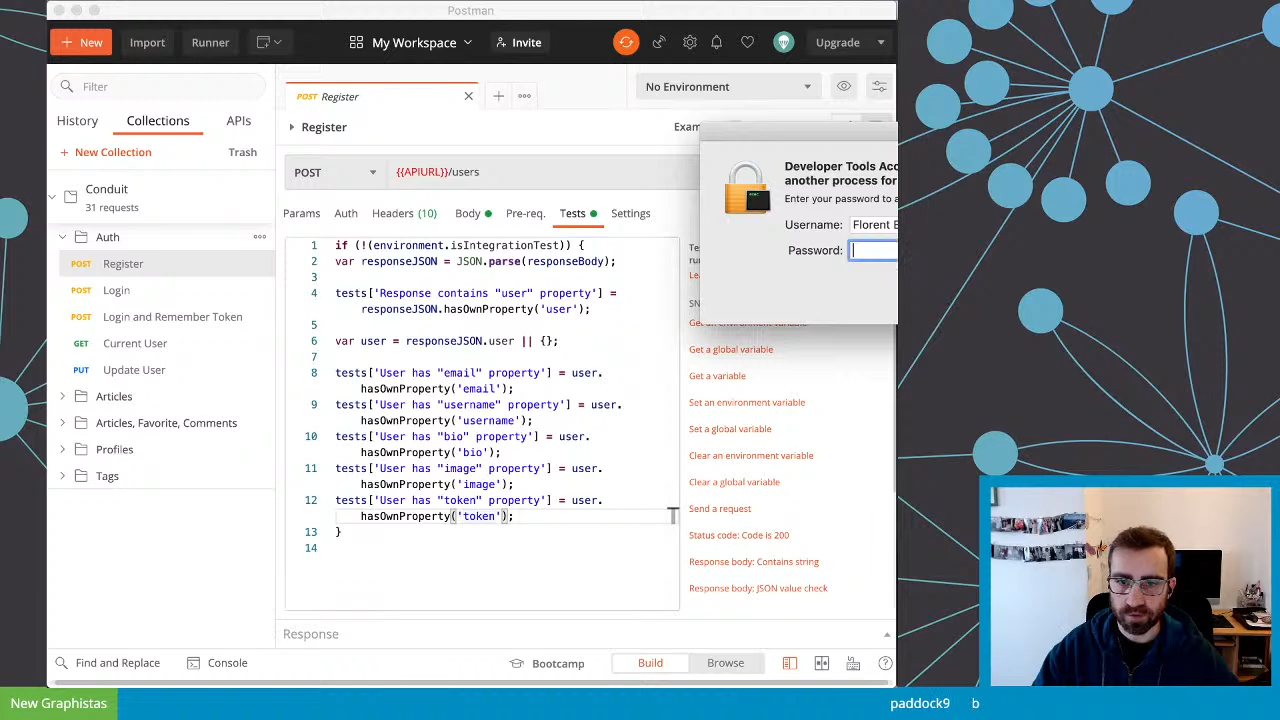 Postman
New
Import
Runner
My Workspace
Invite
Upgrade
Filter
POST Register
No Environment
History
Collections
APIs
Register
Exam
New Collection
Trash
Developer Tools Acc
another process for
Enter your password to a
Username: Florent B
Password:
Conduit
31 requests
POST
{{APIURL}}/users
Params
Auth
Headers (10)
Body
Pre-req.
Tests
Settings
Auth
POST Register
POST Login
POST Login and Remember Token
GET Current User
PUT Update User
Articles
Articles, Favorite, Comments
Profiles
Tags
1 if (!(environment.isIntegrationTest)) {
2 var responseJSON = JSON.parse(responseBody);
3
4 tests['Response contains "user" property'] =
responseJSON.hasOwnProperty('user');
5
6 var user = responseJSON.user || {};
7
8 tests['User has "email" property'] = user.
hasOwnProperty('email');
9 tests['User has "username" property'] = user.
hasOwnProperty('username');
10 tests['User has "bio" property'] = user.
hasOwnProperty('bio');
11 tests['User has "image" property'] = user.
hasOwnProperty('image');
12 tests['User has "token" property'] = user.
hasOwnProperty('token');
13 }
14
Get an environment variable
Get a global variable
Get a variable
Set an environment variable
Set a global variable
Clear an environment variable
Clear a global variable
Send a request
Status code: Code is 200
Response body: Contains string
Response body: JSON value check
Response
Find and Replace
Console
Bootcamp
Build
Browse
New Graphistas
paddock9
b